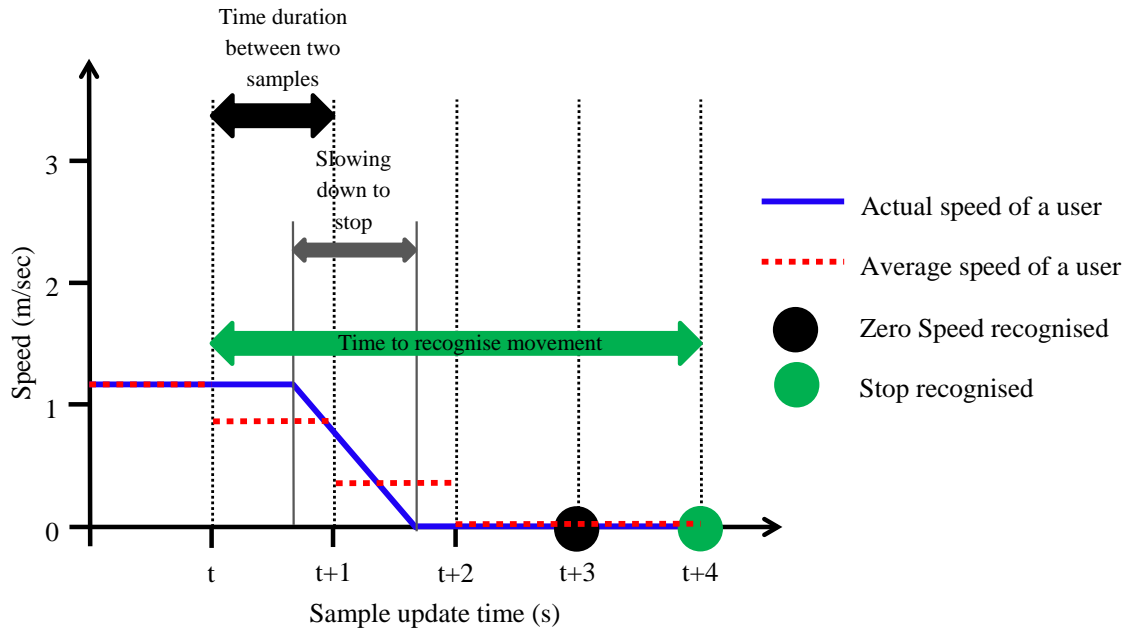 Time duration
between two
samples
Slowing
down to
stop
Time to recognise movement
Speed (m/sec)
3
2
1
0
t
t+1
t+2
t+3
t+4
Sample update time (s)
Actual speed of a user
Average speed of a user
Zero Speed recognised
Stop recognised